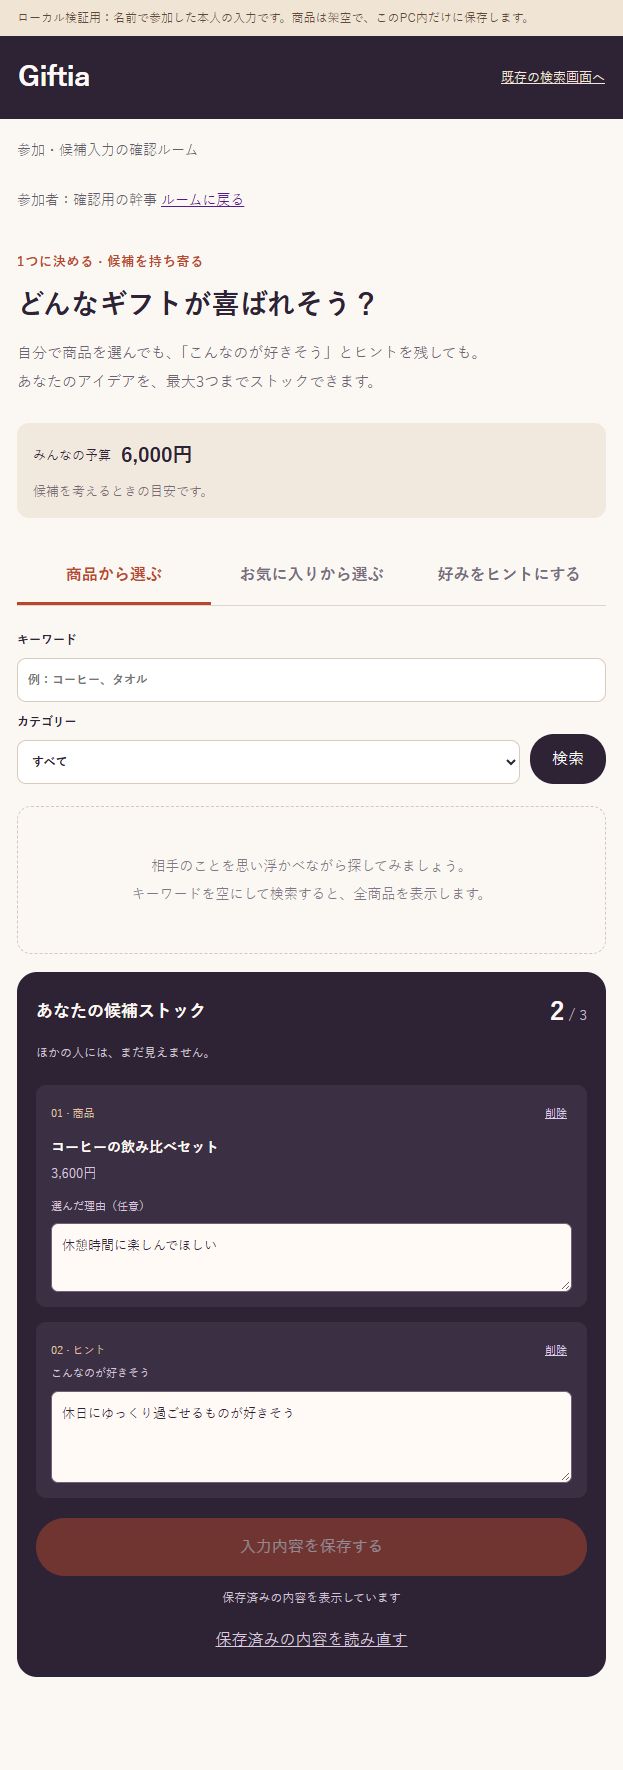 ローカル検証用：名前で参加した本人の入力です。商品は架空で、このPC内だけに保存します。
Giftia
既存の検索画面へ
参加・候補入力の確認ルーム
参加者：確認用の幹事 ルームに戻る
1つに決める · 候補を持ち寄る
どんなギフトが喜ばれそう？
自分で商品を選んでも、「こんなのが好きそう」とヒントを残しても。
あなたのアイデアを、最大3つまでストックできます。
みんなの予算 6,000円
候補を考えるときの目安です。
商品から選ぶ お気に入りから選ぶ 好みをヒントにする
キーワード
例：コーヒー、タオル
カテゴリー
すべて
検索
相手のことを思い浮かべながら探してみましょう。
キーワードを空にして検索すると、全商品を表示します。
あなたの候補ストック 2 / 3
ほかの人には、まだ見えません。
01 · 商品 削除
コーヒーの飲み比べセット
3,600円
選んだ理由（任意）
休憩時間に楽しんでほしい
02 · ヒント 削除
こんなのが好きそう
休日にゆっくり過ごせるものが好きそう
入力内容を保存する
保存済みの内容を表示しています
保存済みの内容を読み直す